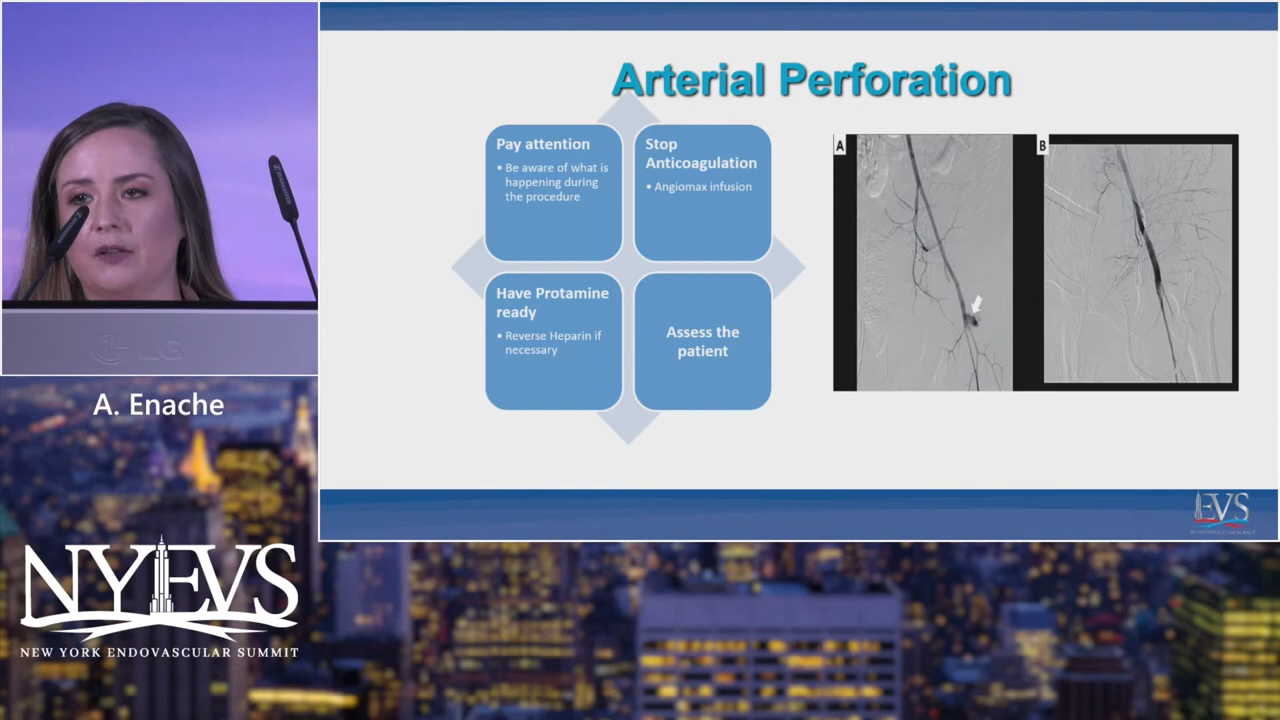 Arterial Perforation
Pay attention
• Be aware of what is
happening during
the procedure
Stop
Anticoagulation
• Angiomax infusion
Have Protamine
ready
• Reverse Heparin if
necessary
Assess the
patient
A
B
LG
A. Enache
NYEVS
NEW YORK ENDOVASCULAR SUMMIT
EVS